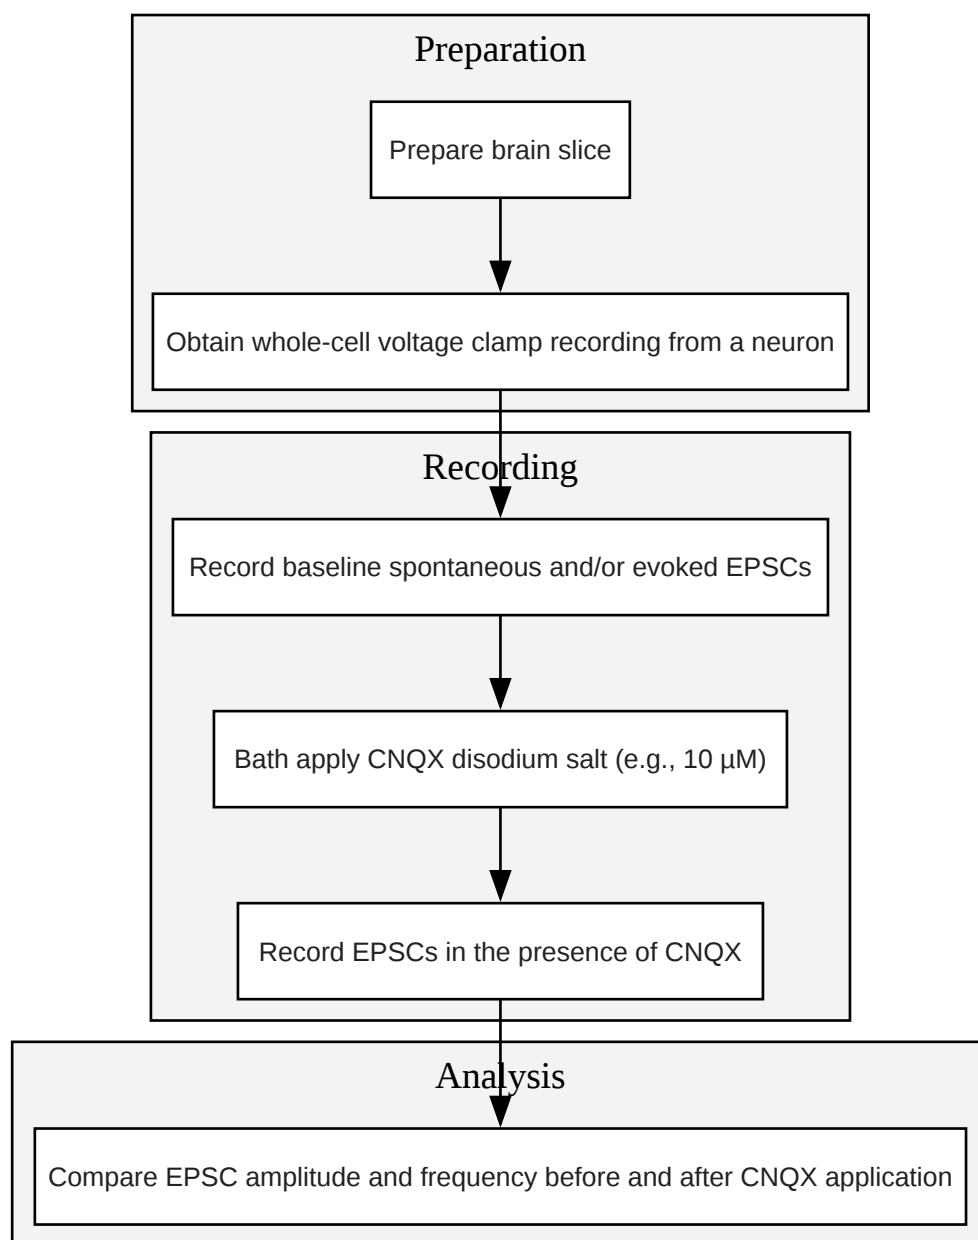 Preparation
Prepare brain slice
Obtain whole-cell voltage clamp recording from a neuron
Recording
Record baseline spontaneous and/or evoked EPSCs
Bath apply CNQX disodium salt (e.g., 10 µM)
Record EPSCs in the presence of CNQX
Analysis
Compare EPSC amplitude and frequency before and after CNQX application